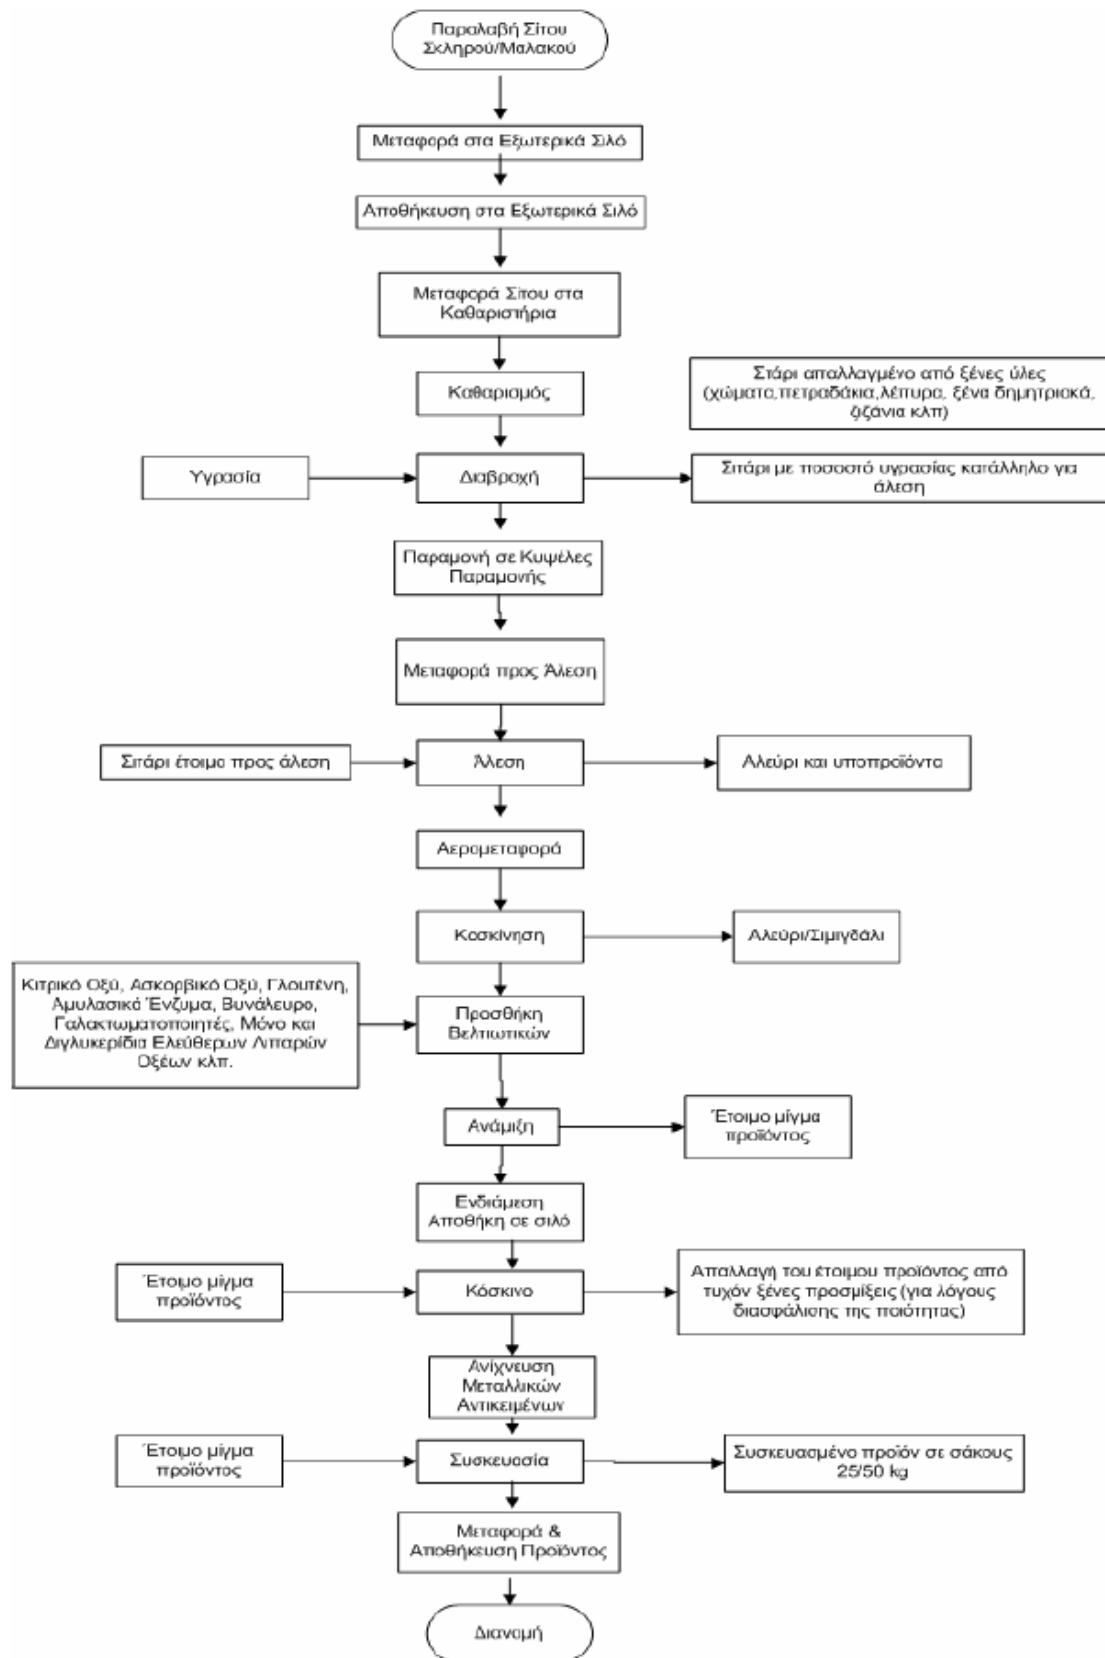 Παραλαβή Σίτου
Σκληρού/Μαλακού
Μεταφορά στα Εξωτερικά Σιλό
Αποθήκευση στα Εξωτερικά Σιλό
Μεταφορά Σίτου στα
Καθαριστήρια
Καθαρισμός
Στάρι απαλλαγμένο από ξένες ύλες
(χώματα,πετραδάκια,λέπυρα, ξένα δημητριακά,
ζιζάνια κλπ)
Υγρασία
Διαβροχή
Σιτάρι με ποσοστό υγρασίας κατάλληλο για
άλεση
Παραμονή σε Κυψέλες
Παραμονής
Μεταφορά προς Άλεση
Σιτάρι έτοιμο προς άλεση
Άλεση
Αλεύρι και υποπροϊόντα
Αερομεταφορά
Κοσκίνηση
Αλεύρι/Σιμιγδάλι
Κιτρικό Οξύ, Ασκορβικό Οξύ, Γλουτένη,
Αμυλασικά Ένζυμα, Βυνάλευρο,
Γαλακτωματοποιητές, Μόνο και
Διγλυκερίδια Ελεύθερων Λιπαρών
Οξέων κλπ.
Προσθήκη
Βελτιωτικών
Ανάμιξη
Έτοιμο μίγμα
προϊόντος
Ενδιάμεση
Αποθήκη σε σιλό
Έτοιμο μίγμα
προϊόντος
Κόσκινο
Απαλλαγή του έτοιμου προϊόντος από
τυχόν ξένες προσμίξεις (για λόγους
διασφάλισης της ποιότητας)
Ανίχνευση
Μεταλλικών
Αντικειμένων
Έτοιμο μίγμα
προϊόντος
Συσκευασία
Συσκευασμένο προϊόν σε σάκους
25/50 kg
Μεταφορά &
Αποθήκευση Προϊόντος
Διανομή